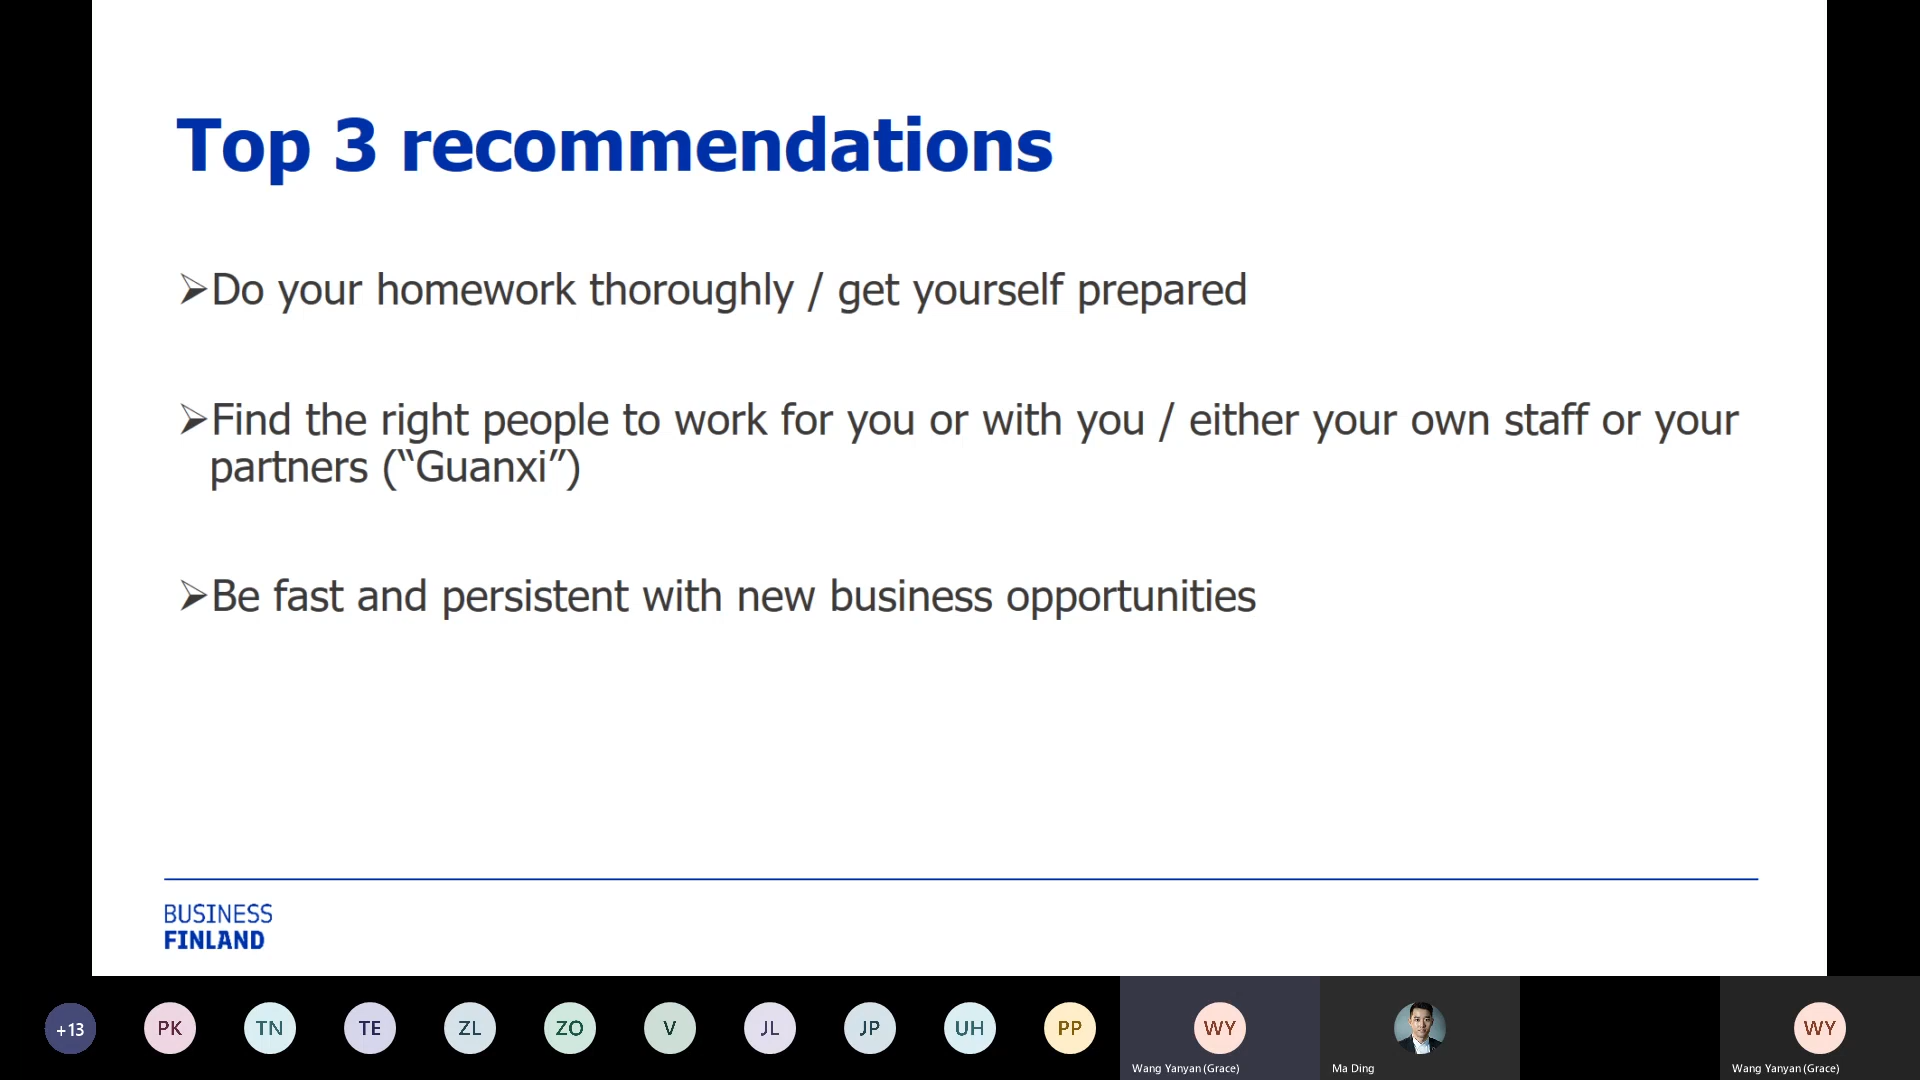 Top 3 recommendations
➢Do your homework thoroughly / get yourself prepared
➢Find the right people to work for you or with you / either your own staff or your
partners (“Guanxi”)
➢Be fast and persistent with new business opportunities
BUSINESS
FINLAND
+13 PK TN TE ZL ZO V JL JP UH PP WY WY
Wang Yanyan (Grace) Ma Ding Wang Yanyan (Grace)